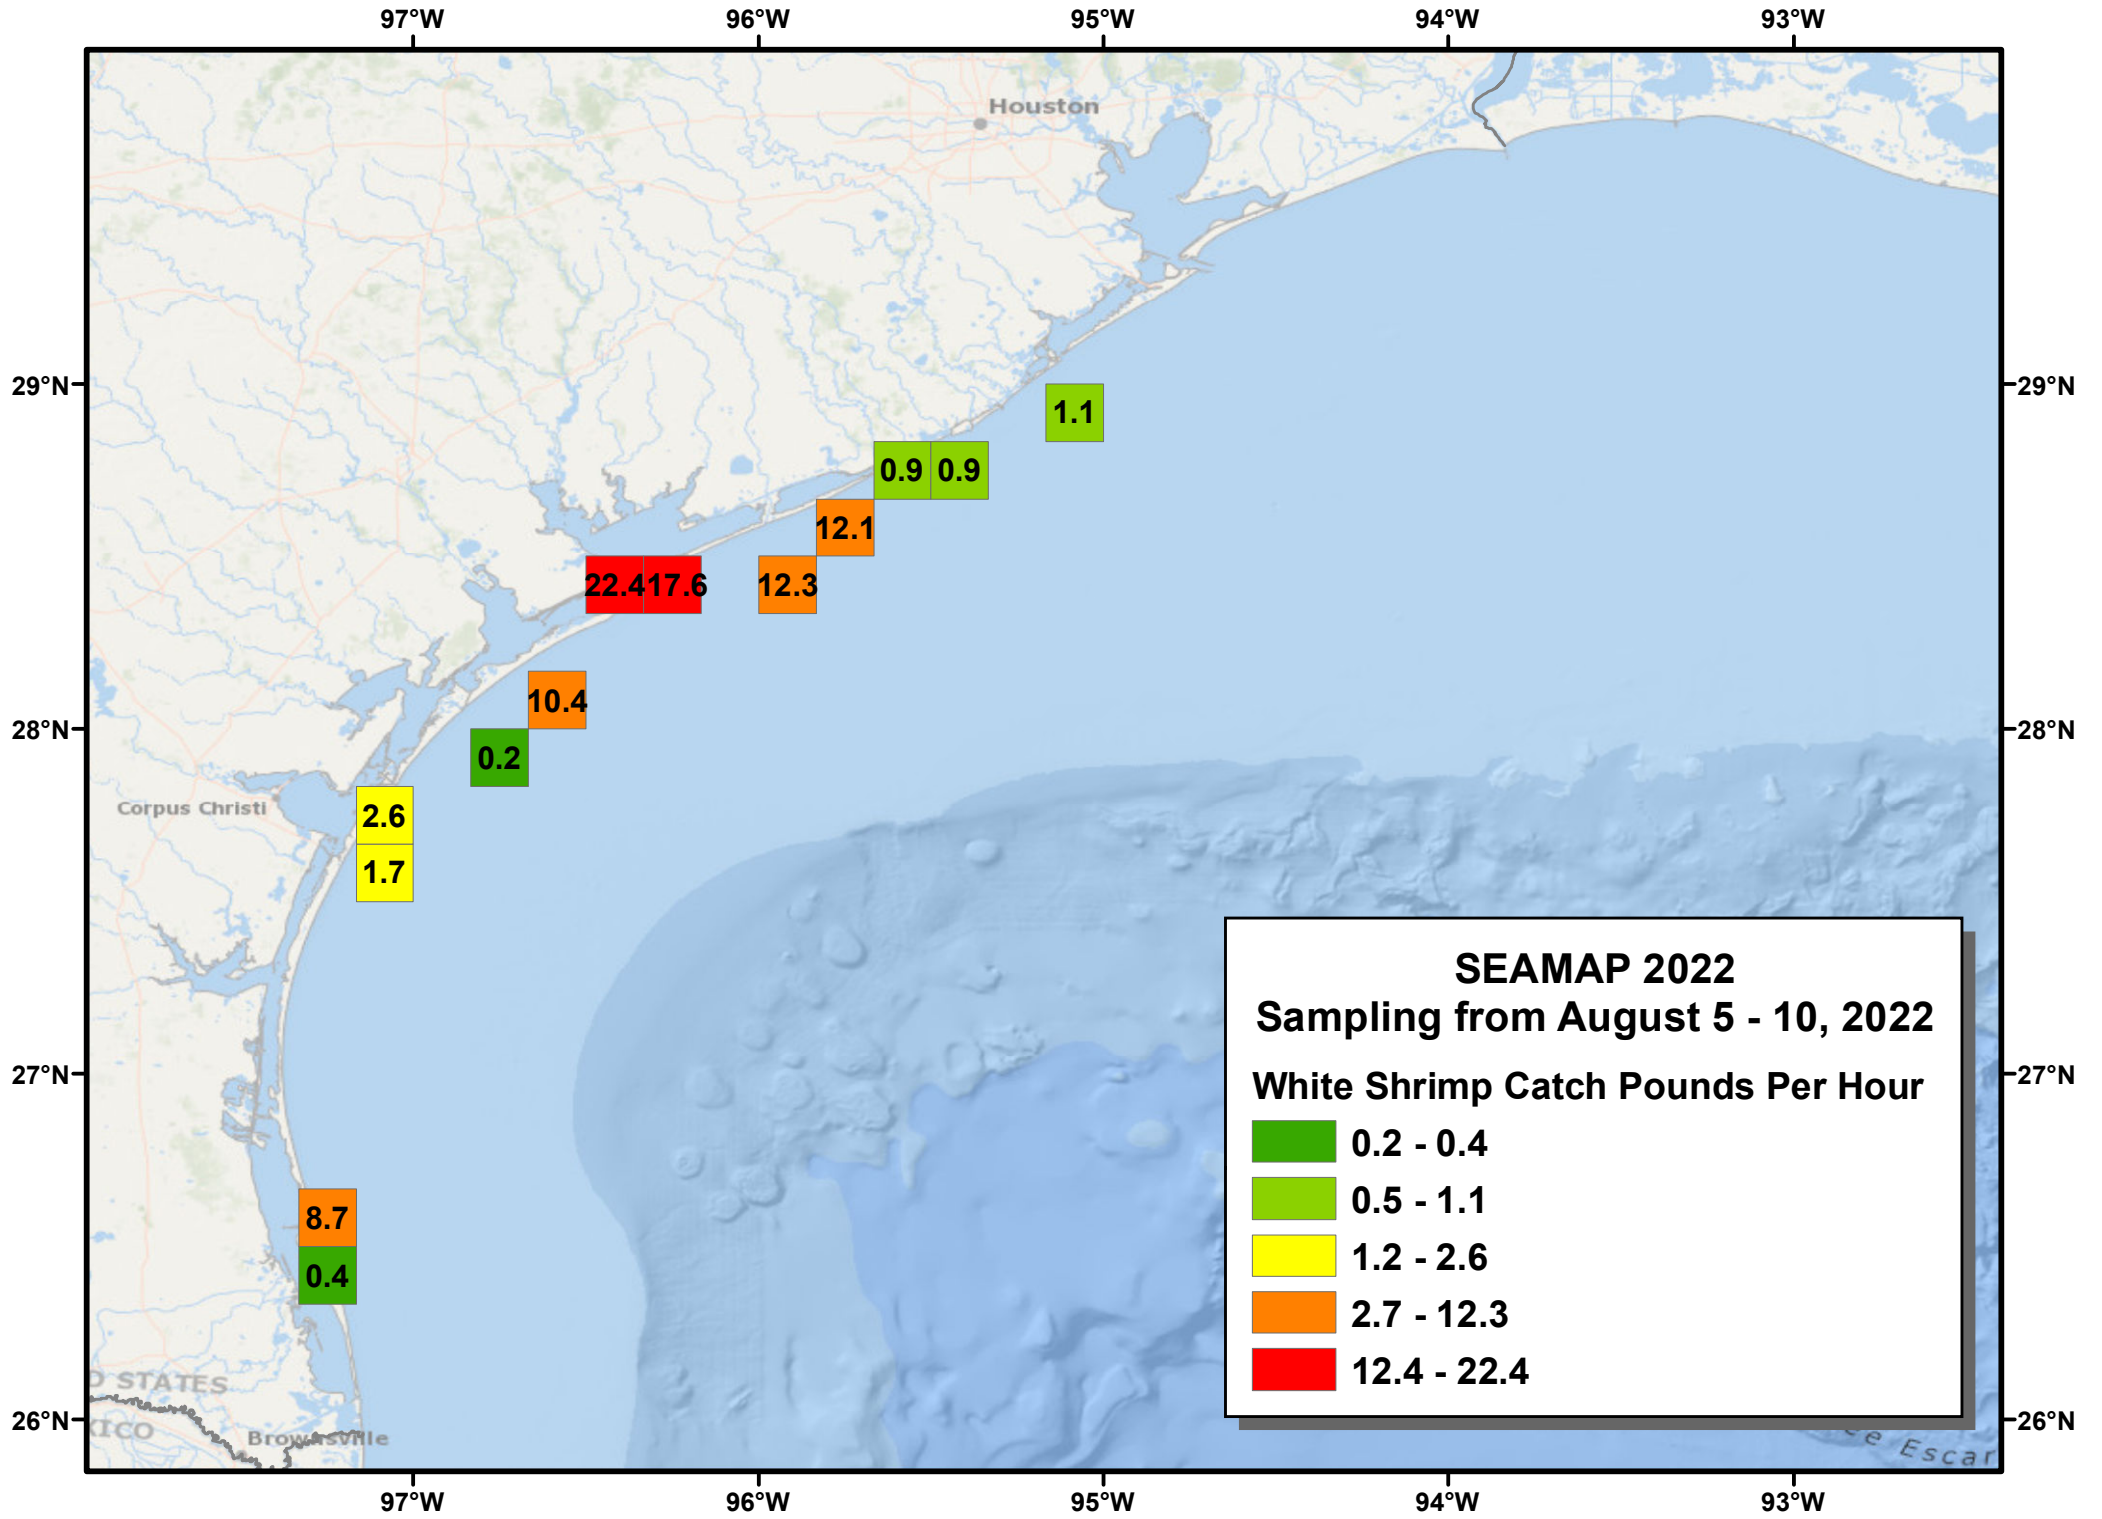 97°W 96°W 95°W 94°W 93°W
Houston
29°N 29°N
1.1
0.9 0.9
12.1
22.4 17.6 12.3
10.4
28°N 28°N
0.2
Corpus Christi
2.6
1.7
SEAMAP 2022
Sampling from August 5 - 10, 2022
27°N 27°N
White Shrimp Catch Pounds Per Hour
0.2 - 0.4
0.5 - 1.1
8.7
1.2 - 2.6
0.4
2.7 - 12.3
12.4 - 22.4
D STATES
26°N 26°N
XICO
Brownsville
e Escar
97°W 96°W 95°W 94°W 93°W